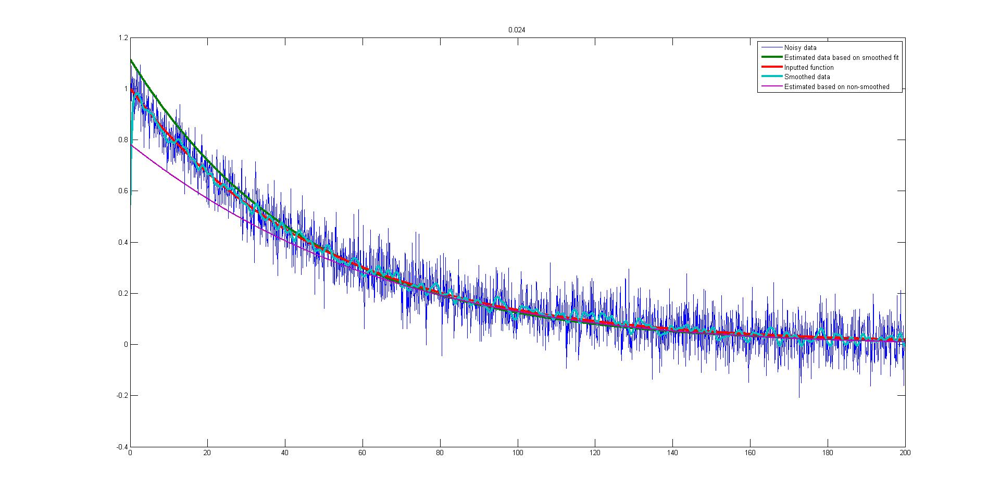 0.024
1.2
1
0.8
0.6
0.4
0.2
0
-0.2
-0.4
0 20 40 60 80 100 120 140 160 180 200
Noisy data
Estimated data based on smoothed fit
Inputted function
Smoothed data
Estimated based on non-smoothed